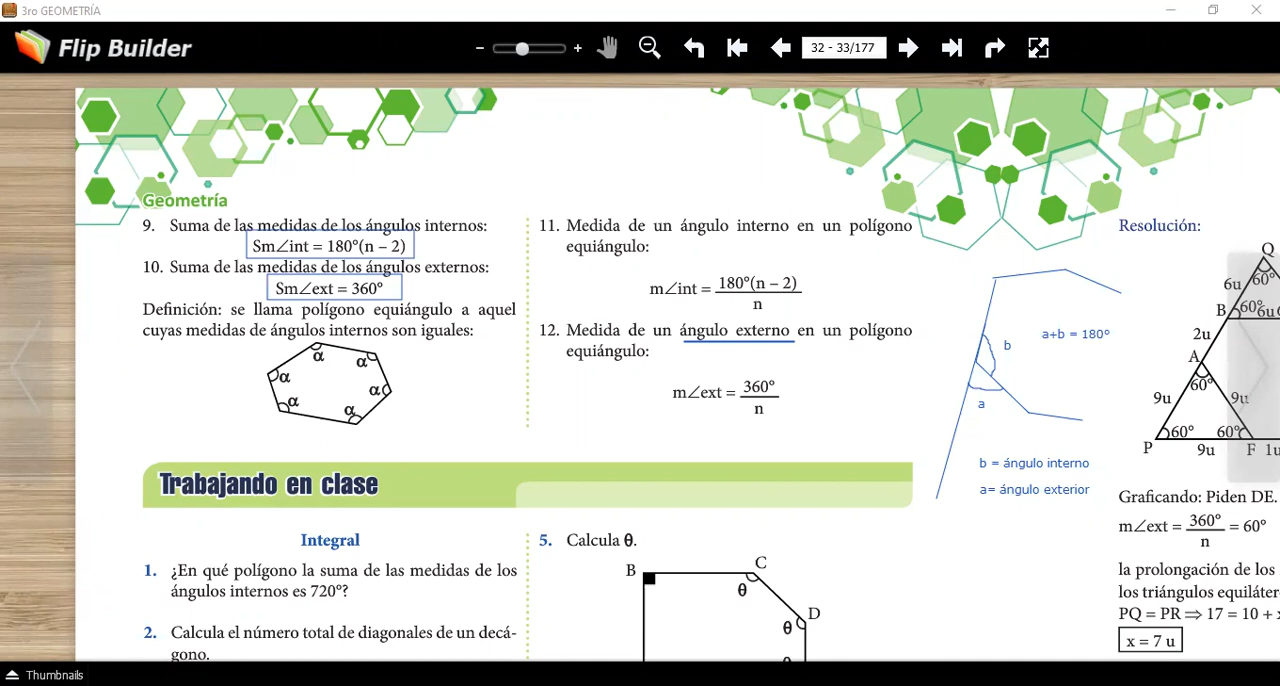 3ro GEOMETRÍA
Flip Builder
32 - 33/177
Geometría
9. Suma de las medidas de los ángulos internos:
Sm∠int = 180°(n – 2)
10. Suma de las medidas de los ángulos externos:
Sm∠ext = 360°
Definición: se llama polígono equiángulo a aquel
cuyas medidas de ángulos internos son iguales:
α
α
α
α
α
α
11. Medida de un ángulo interno en un polígono
equiángulo:
m∠int = 180°(n – 2)
n
12. Medida de un ángulo externo en un polígono
equiángulo:
m∠ext = 360°
n
b
a+b = 180°
a
b = ángulo interno
a= ángulo exterior
Resolución:
Q
6u 60°
B 60° 6u
2u
A
60°
9u 9u
60° 60°
P 9u F 1u
Graficando: Piden DE.
m∠ext = 360° = 60°
n
la prolongación de los
los triángulos
PQ = PR ⇒ 17 = 10 +
x = 7 u
Trabajando en clase
Integral
1. ¿En qué polígono la suma de las medidas de los
ángulos internos es 720°?
2. Calcula el número total de diagonales de un decá-
gono.
5. Calcula θ.
B C
θ
D
θ
Thumbnails